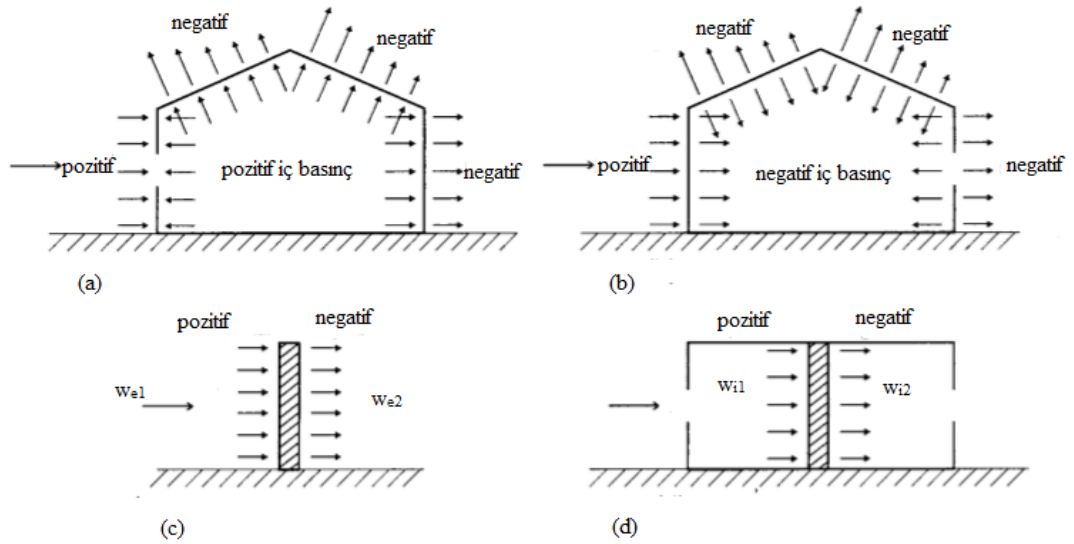 negatif
negatif
pozitif
pozitif iç basınç
negatif
(a)
negatif
negatif
pozitif
negatif iç basınç
negatif
(b)
pozitif
negatif
We1
We2
(c)
pozitif
negatif
Wi1
Wi2
(d)